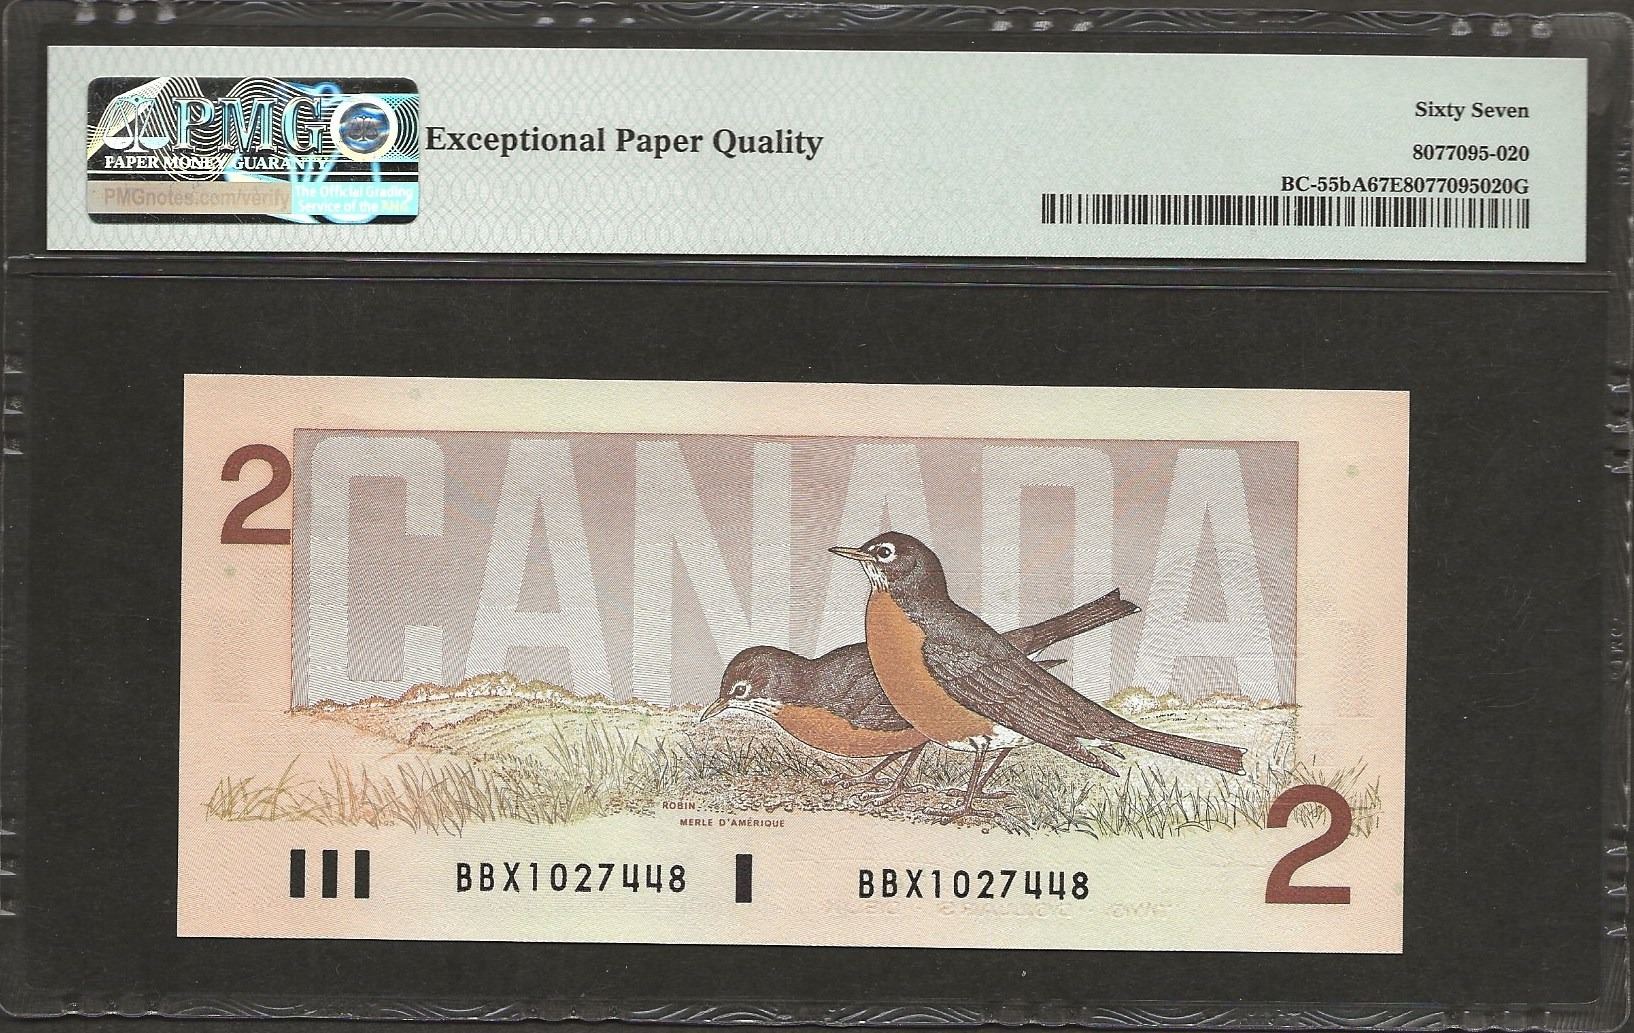 PMG
PAPER MONEY GUARANTY
PMGnotes.com/verify
The Official Grading
Service of the ANA
Exceptional Paper Quality
Sixty Seven
8077095-020
BC-55bA67E8077095020G
2
CANADA
ROBIN
MERLE D'AMÉRIQUE
BBX1027448
BBX1027448
2